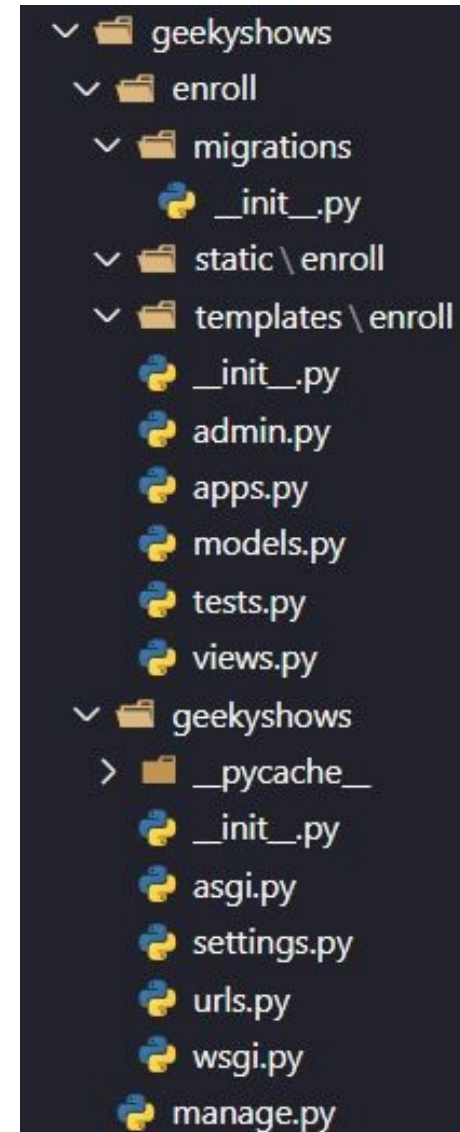 geekyshows
enroll
migrations
__init__.py
static \ enroll
templates \ enroll
__init__.py
admin.py
apps.py
models.py
tests.py
views.py
geekyshows
__pycache__
__init__.py
asgi.py
settings.py
urls.py
wsgi.py
manage.py